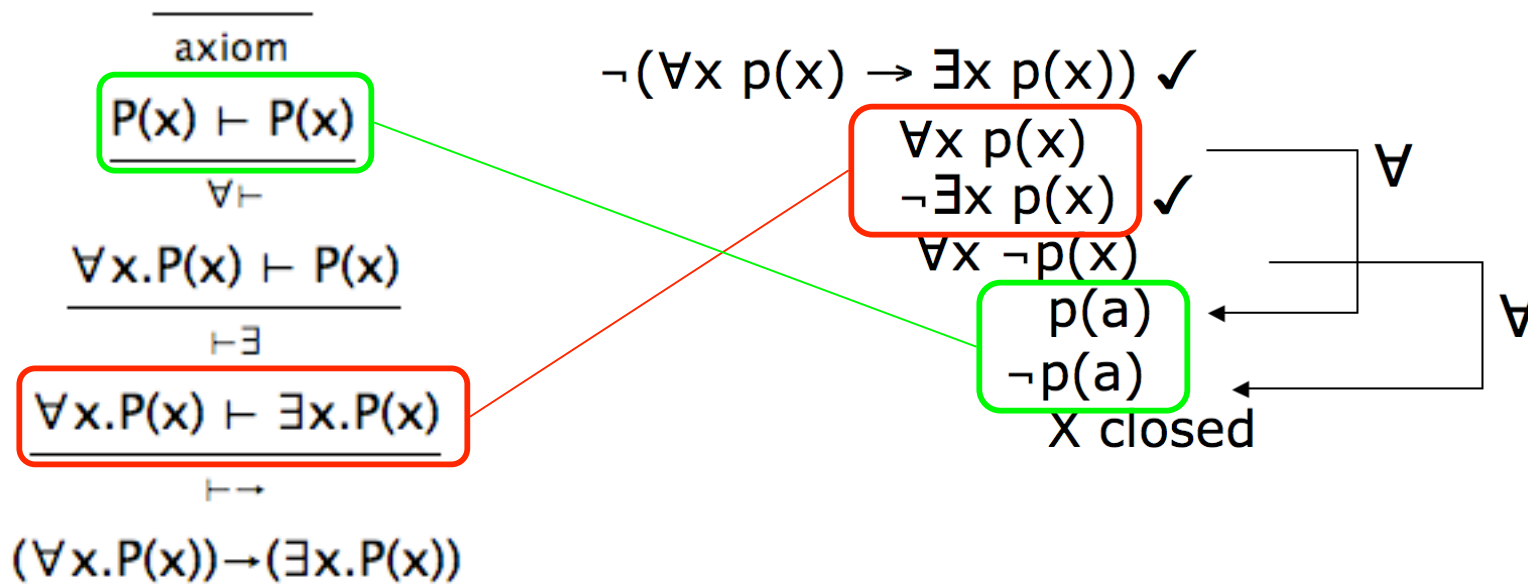 axiom
P(x) ⊢ P(x)
∀⊢
∀x.P(x) ⊢ P(x)
⊢∃
∀x.P(x) ⊢ ∃x.P(x)
⊢→
(∀x.P(x))→(∃x.P(x))
¬(∀x p(x) → ∃x p(x)) ✓
∀x p(x)
¬∃x p(x) ✓
∀x ¬p(x)
p(a)
¬p(a)
X closed
∀
∀